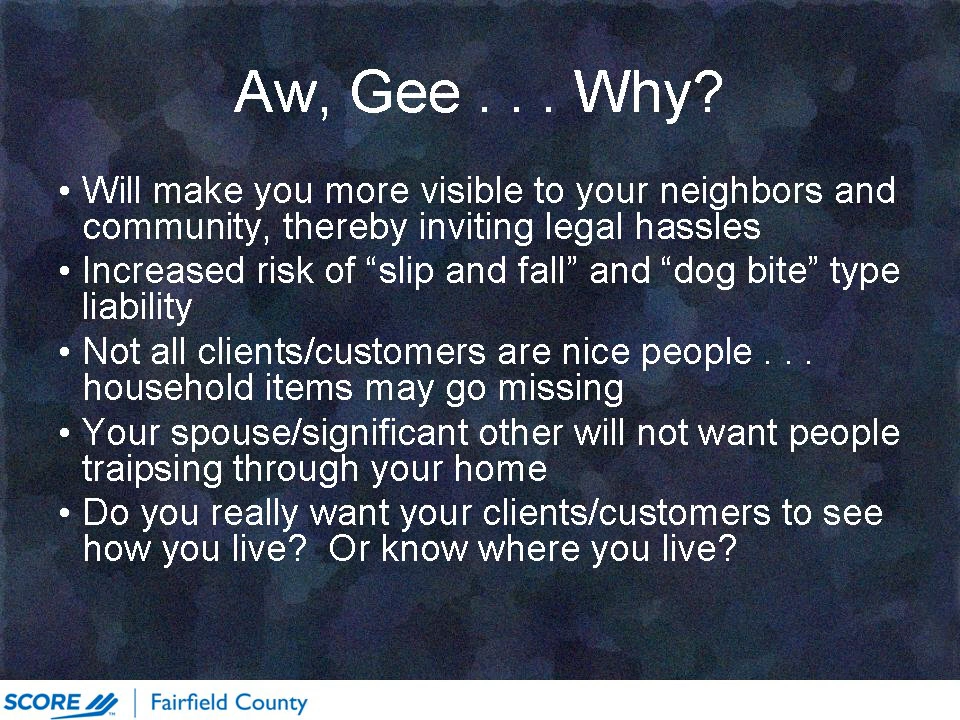 Aw, Gee . . . Why?
• Will make you more visible to your neighbors and
community, thereby inviting legal hassles
• Increased risk of “slip and fall” and “dog bite” type
liability
• Not all clients/customers are nice people . . .
household items may go missing
• Your spouse/significant other will not want people
traipsing through your home
• Do you really want your clients/customers to see
how you live?  Or know where you live?
SCORE | Fairfield County